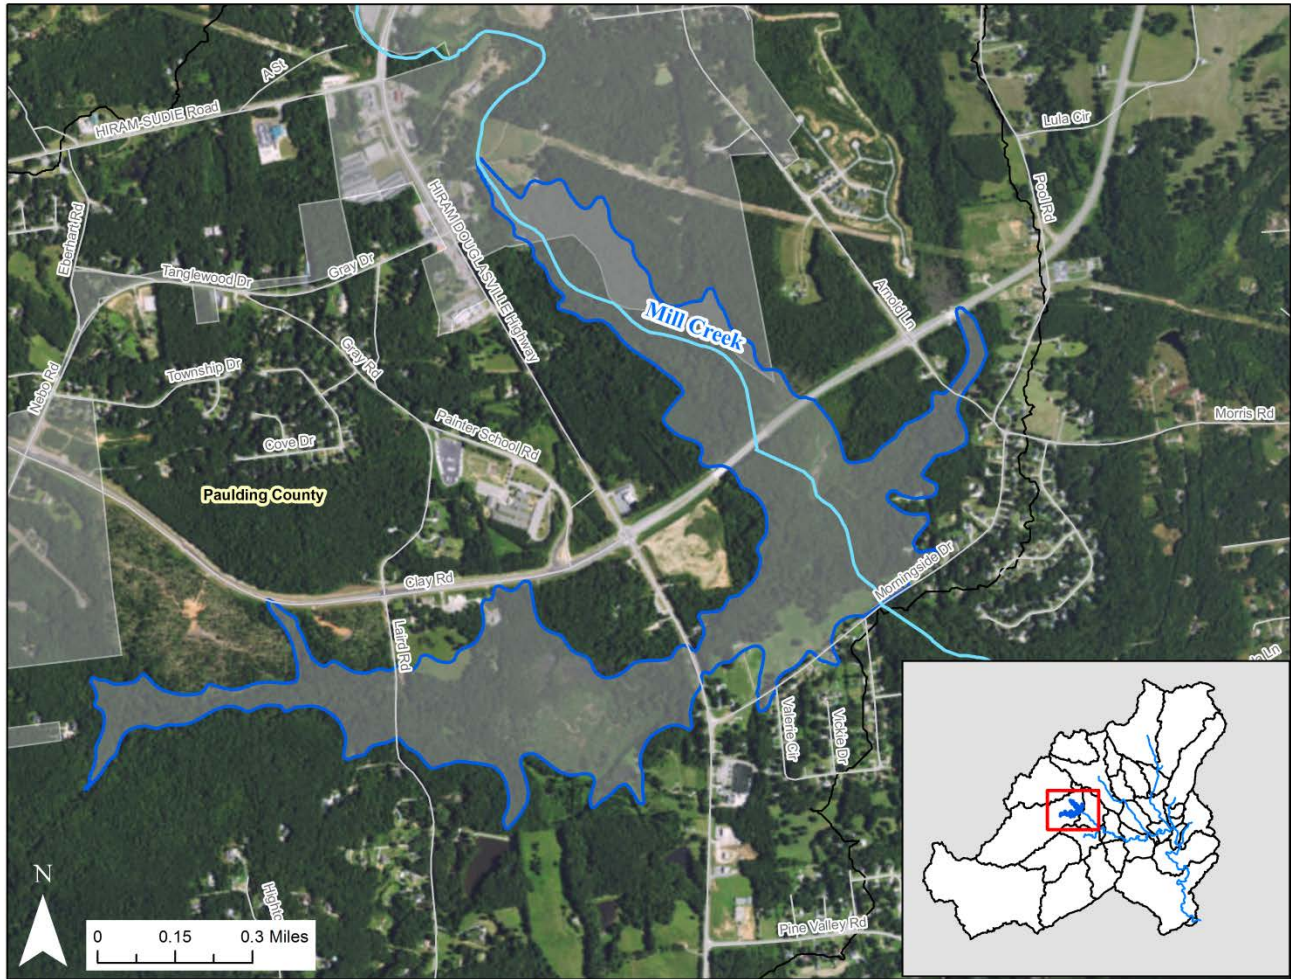 A St
HIRAM-SUDIE Road
Lula Cir
Pool Rd
Eberhart Rd
HIRAM DOUGLASVILLE Highway
Tanglewood Dr
Gray Dr
Arnold Ln
Mill Creek
Gray Rd
Nebo Rd
Township Dr
Painter School Rd
Morris Rd
Cove Dr
Paulding County
Morningside Dr
Clay Rd
Laird Rd
Ln
Valerie Cir
Vickie Dr
N
0 0.15 0.3 Miles
Pine Valley Rd